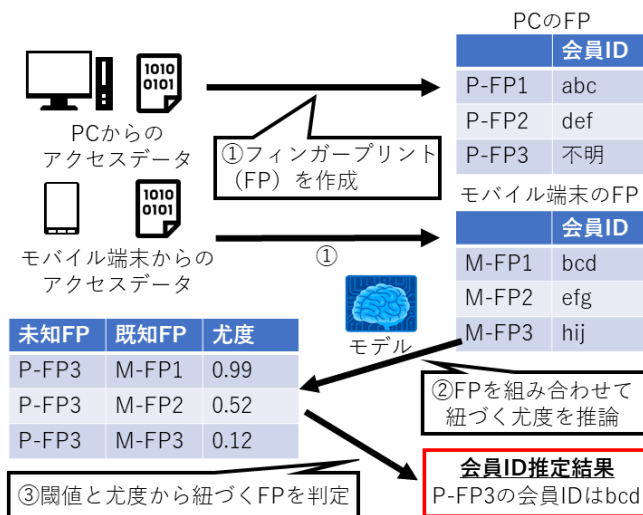 PCのFP
会員ID
P-FP1 abc
P-FP2 def
P-FP3 不明
1010
0101
PCからの
アクセスデータ
①フィンガープリント
（FP）を作成
モバイル端末のFP
会員ID
M-FP1 bcd
M-FP2 efg
M-FP3 hij
1010
0101
モバイル端末からの
アクセスデータ
①
モデル
未知FP 既知FP 尤度
P-FP3 M-FP1 0.99
P-FP3 M-FP2 0.52
P-FP3 M-FP3 0.12
②FPを組み合わせて
紐づく尤度を推論
③閾値と尤度から紐づくFPを判定
会員ID推定結果
P-FP3の会員IDはbcd